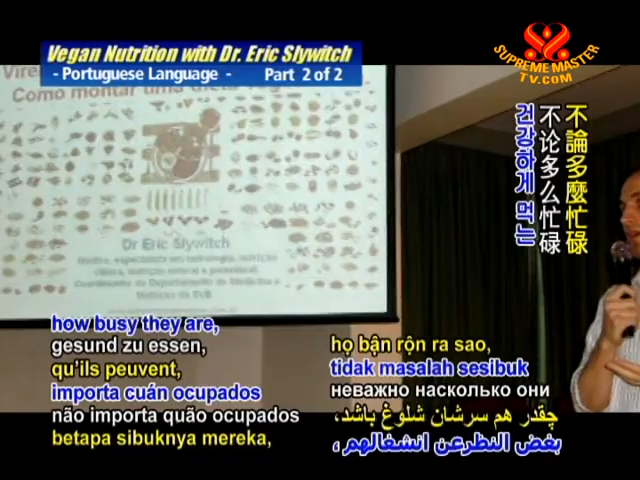 Vegan Nutrition with Dr. Eric Slywitch
- Portuguese Language - Part 2 of 2
SUPREME MASTER
TV.COM
Como montar uma dieta
Dr Eric Slywitch
不論多麼忙碌
不论多么忙碌
건강하게 먹는
how busy they are,
gesund zu essen,
qu'ils peuvent,
importa cuán ocupados
não importa quão ocupados
betapa sibuknya mereka,
họ bận rộn ra sao,
tidak masalah sesibuk
неважно насколько они
چقدر هم سرشان شلوغ باشد،
بغض النظرعن انشغالهم،